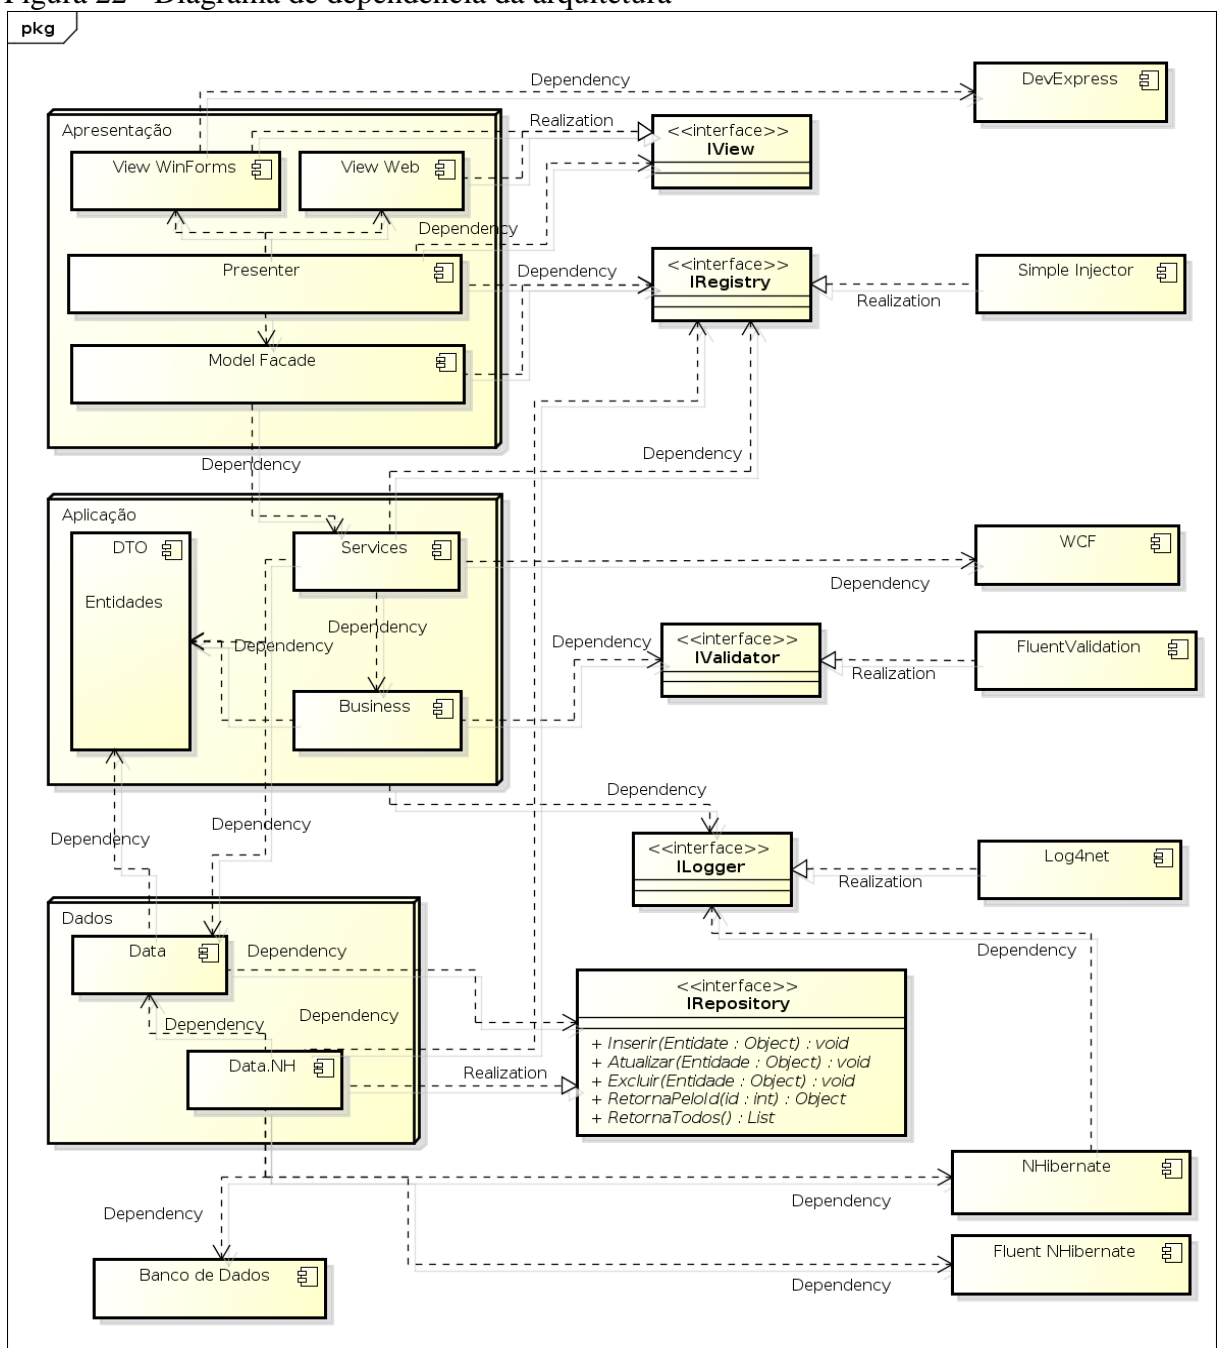 Figura 22 - Diagrama de dependência da arquitetura
pkg
Dependency
DevExpress
Apresentação
Realization
<<interface>>
IView
View WinForms
View Web
Dependency
Presenter
Dependency
<<interface>>
IRegistry
Simple Injector
Realization
Model Facade
Dependency
Dependency
Aplicação
DTO
Entidades
Services
WCF
Dependency
Dependency
Dependency
Dependency
<<interface>>
IValidator
FluentValidation
Realization
Business
Dependency
Dependency
Dependency
<<interface>>
ILogger
Log4net
Realization
Dados
Data
Dependency
Dependency
<<interface>>
IRepository
Dependency
Dependency
+ Inserir(Entidate : Object) : void
+ Atualizar(Entidade : Object) : void
+ Excluir(Entidade : Object) : void
+ RetornaPeloId(id : int) : Object
+ RetornaTodos() : List
Data.NH
Realization
NHibernate
Dependency
Dependency
Fluent NHibernate
Dependency
Banco de Dados